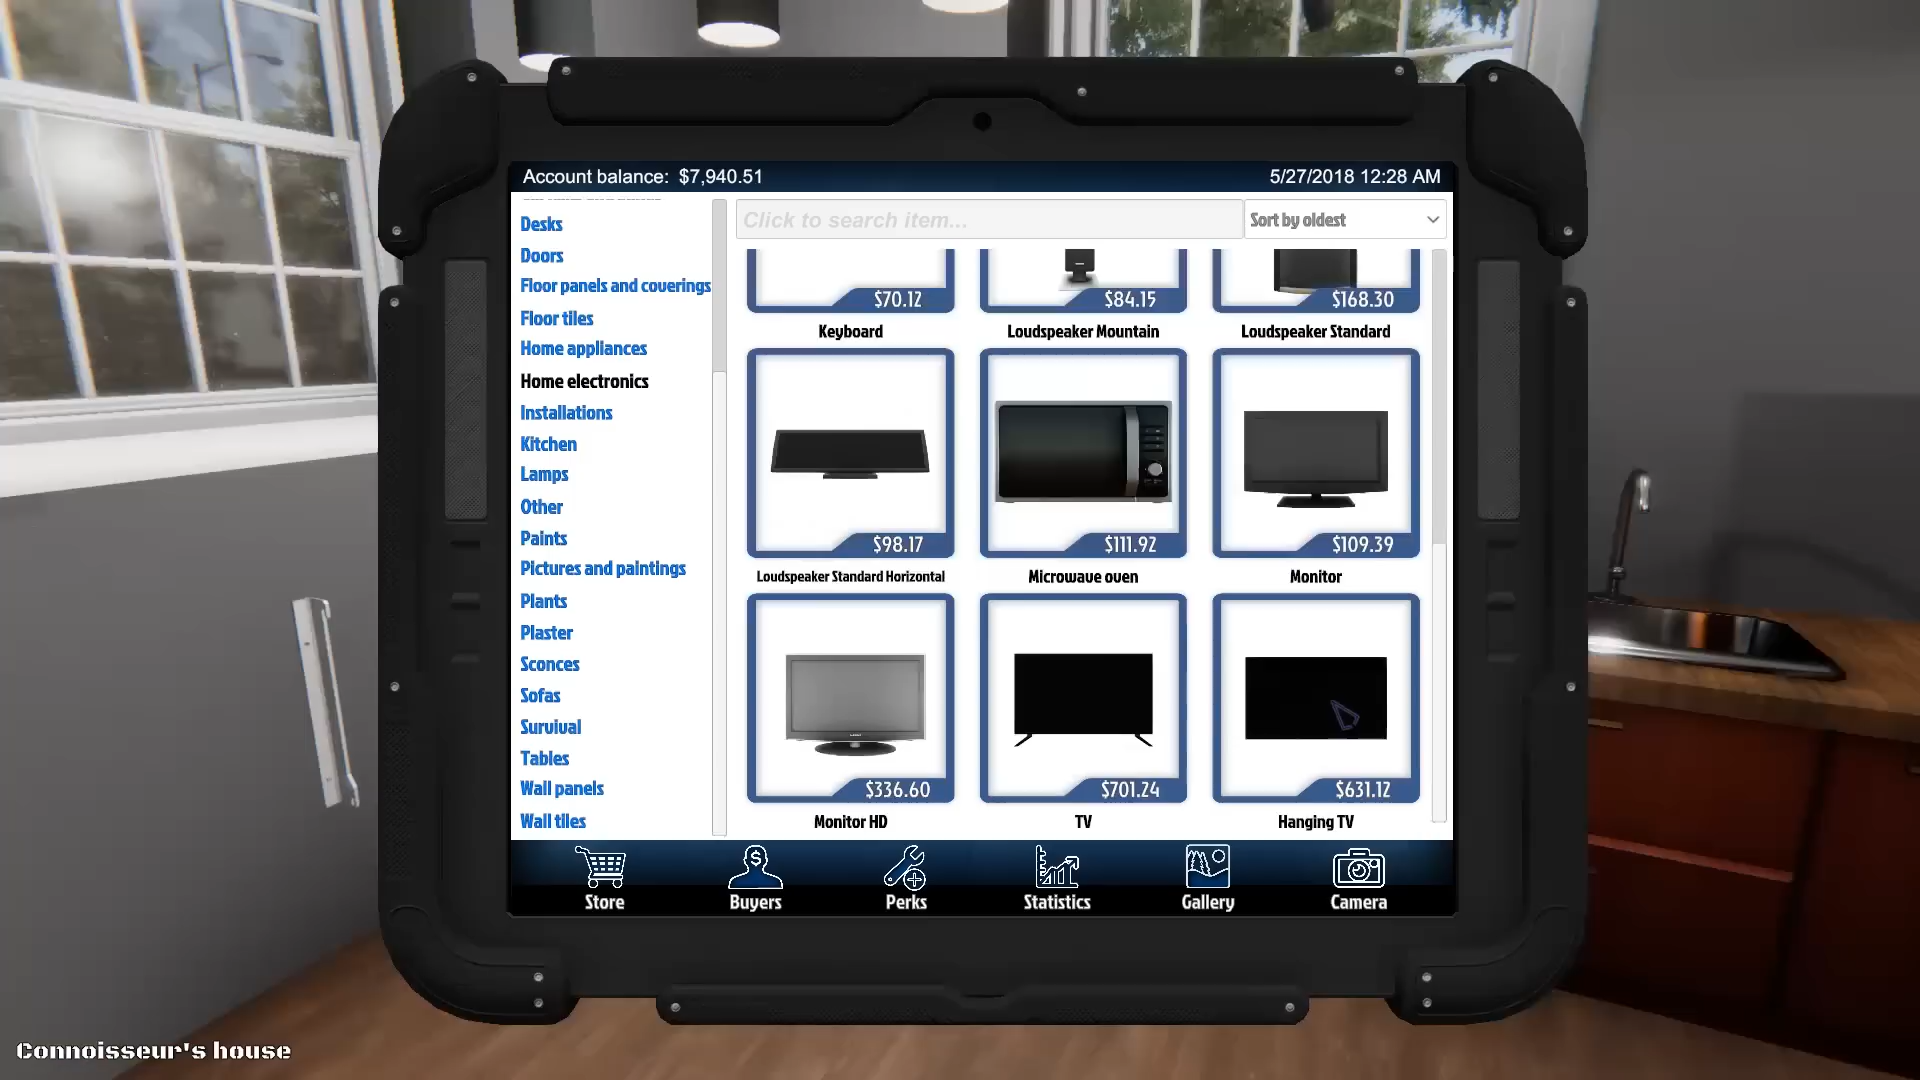 Account balance: $7,940.51
5/27/2018 12:28 AM
Desks
Doors
Floor panels and coverings
Floor tiles
Home appliances
Home electronics
Installations
Kitchen
Lamps
Other
Paints
Pictures and paintings
Plants
Plaster
Sconces
Sofas
Survival
Tables
Wall panels
Wall tiles
Click to search item...
Sort by oldest
$70.12
$84.15
$168.30
Keyboard
Loudspeaker Mountain
Loudspeaker Standard
$98.17
$111.92
$109.39
Loudspeaker Standard Horizontal
Microwave oven
Monitor
$336.60
$701.24
$631.12
Monitor HD
TV
Hanging TV
Store
Buyers
Perks
Statistics
Gallery
Camera
Connoisseur's house